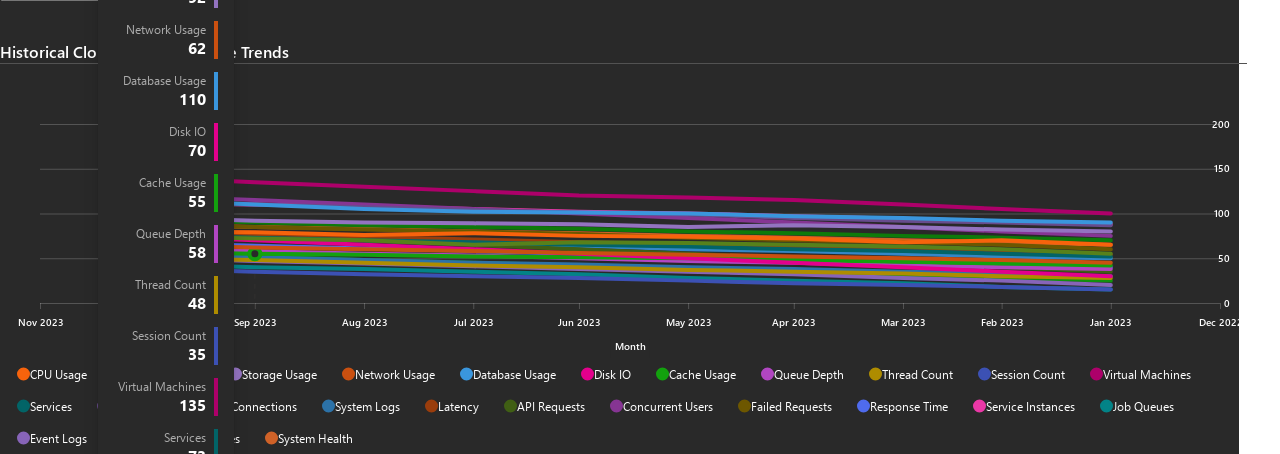 Network Usage
62
Historical Clo
e Trends
Database Usage
110
Disk IO
70
200
150
Cache Usage
55
100
Queue Depth
58
50
Thread Count
48
0
Nov 2023 Sep 2023 Aug 2023 Jul 2023 Jun 2023 May 2023 Apr 2023 Mar 2023 Feb 2023 Jan 2023 Dec 2022
Session Count
35
Month
Virtual Machines
135
CPU Usage Storage Usage Network Usage Database Usage Disk IO Cache Usage Queue Depth Thread Count Session Count Virtual Machines
Services Connections System Logs Latency API Requests Concurrent Users Failed Requests Response Time Service Instances Job Queues
Services
Event Logs es System Health